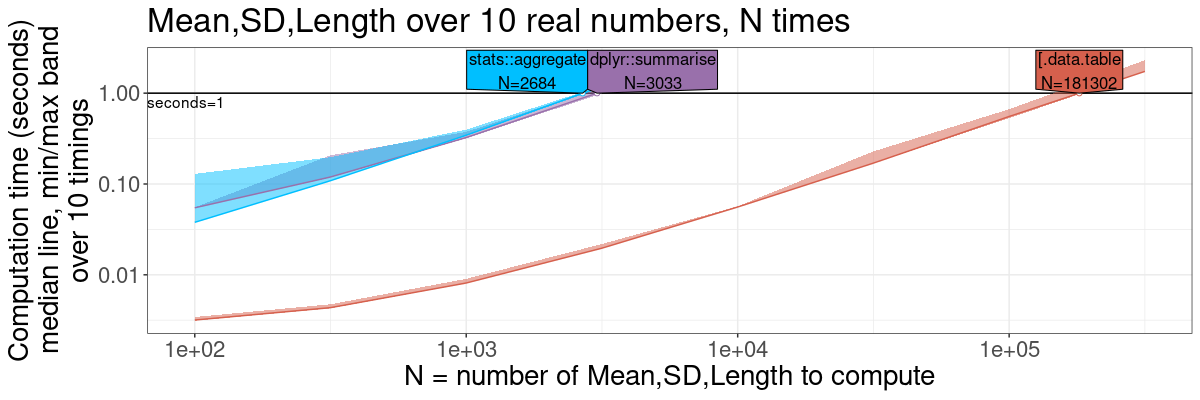 Mean,SD,Length over 10 real numbers, N times
Computation time (seconds)
median line, min/max band
over 10 timings
1.00
0.10
0.01
seconds=1
stats::aggregate
N=2684
dplyr::summarise
N=3033
[.data.table
N=181302
1e+02
1e+03
1e+04
1e+05
N = number of Mean,SD,Length to compute